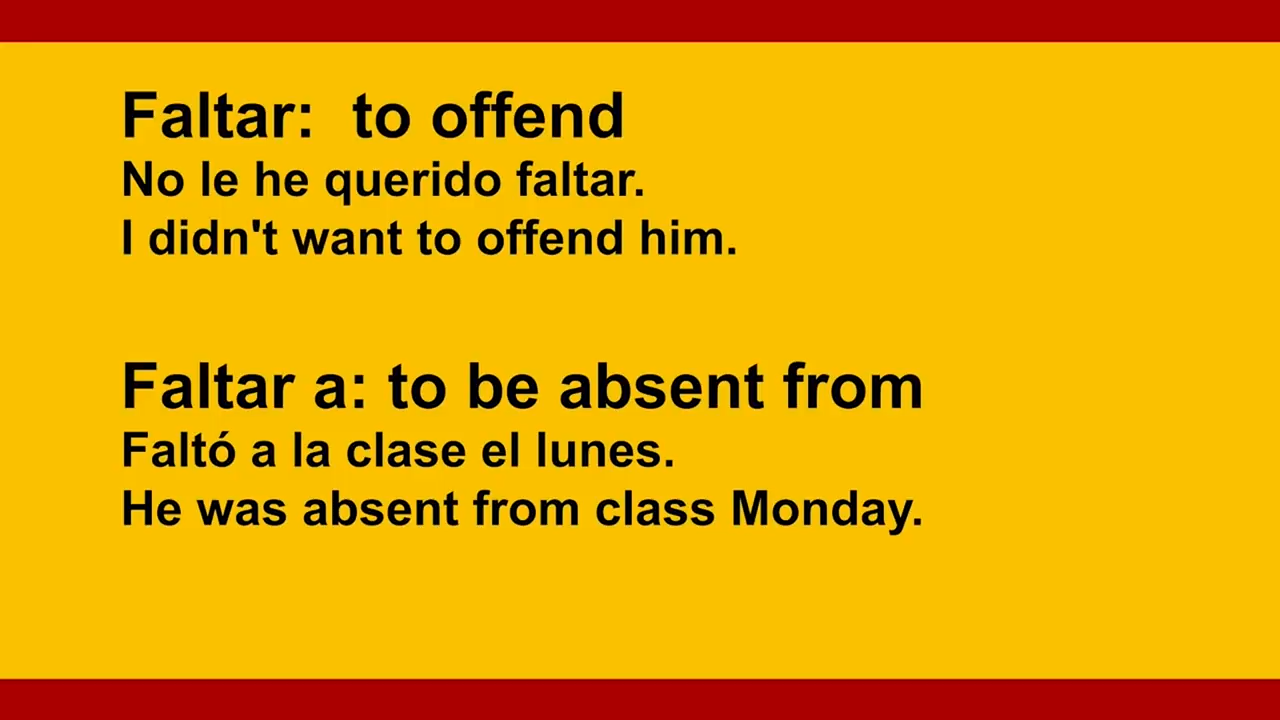 Faltar:  to offend
No le he querido faltar.
I didn't want to offend him.
Faltar a: to be absent from
Faltó a la clase el lunes.
He was absent from class Monday.